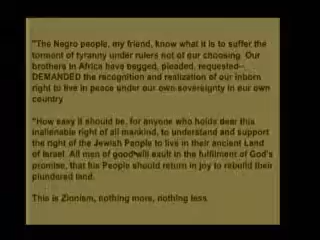 "The Negro people, my friend, know what it is to suffer the
torment of tyranny under rulers not of our choosing. Our
brothers in Africa have begged, pleaded, requested--
DEMANDED the recognition and realization of our inborn
right to live in peace under our own sovereignty in our own
country
"How easy it should be, for anyone who holds dear this
inalienable right of all mankind, to understand and support
the right of the Jewish People to live in their ancient Land
of Israel. All men of goodwill exult in the fulfilment of God's
promise, that his People should return in joy to rebuild their
plundered land.
This is Zionism, nothing more, nothing less